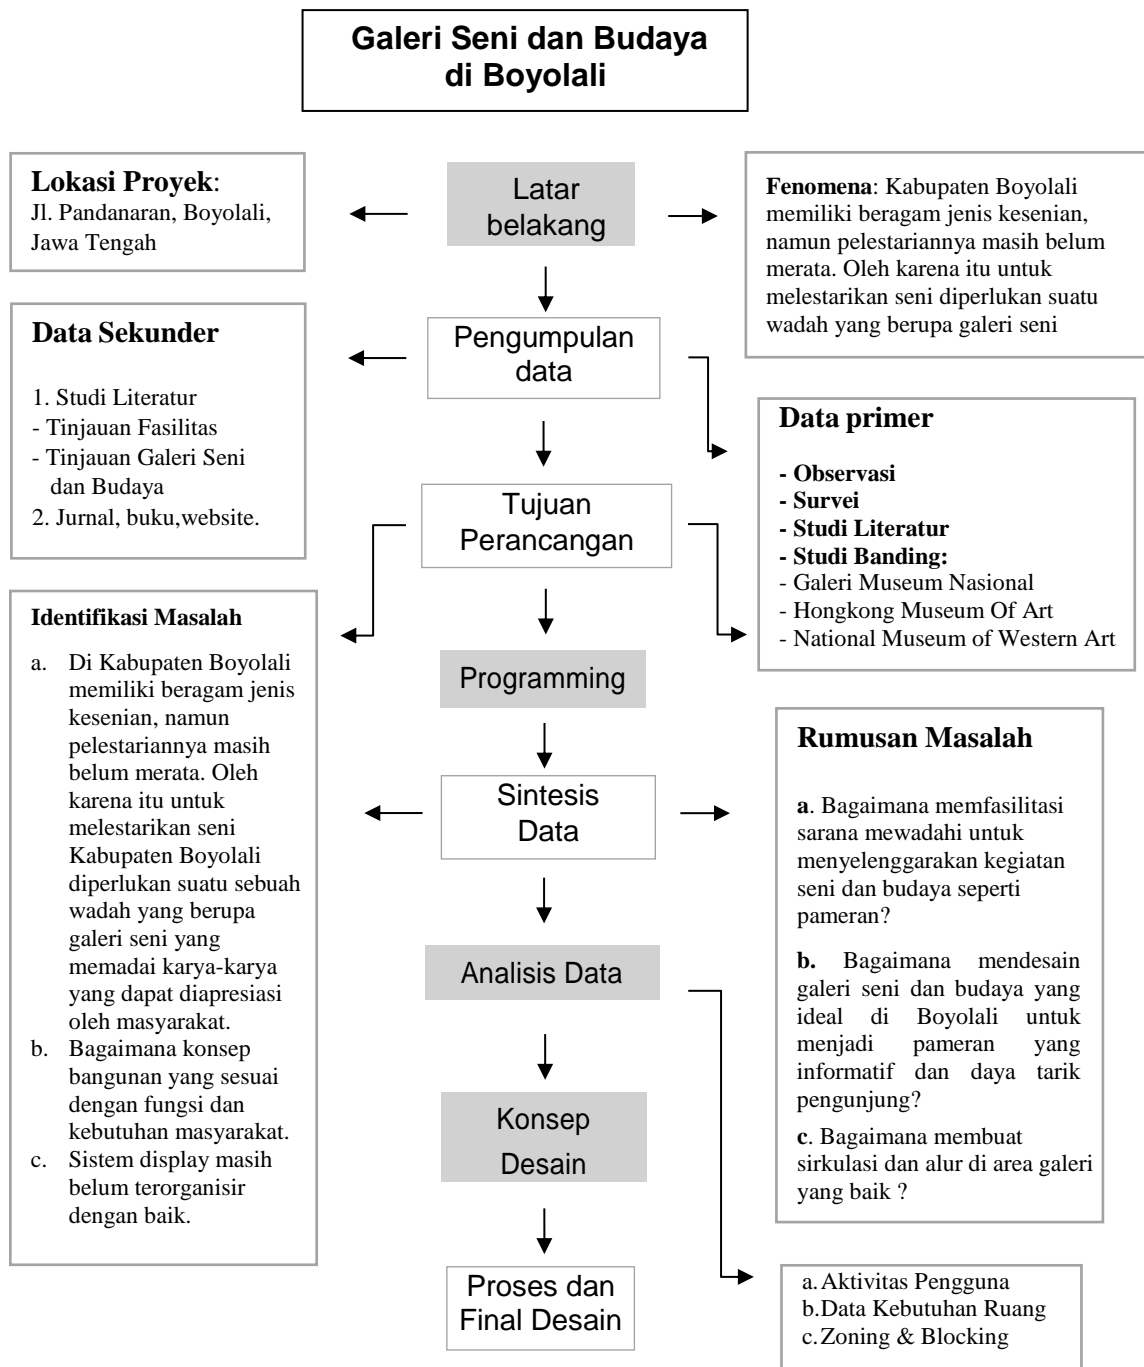 Galeri Seni dan Budaya
di Boyolali
Lokasi Proyek:
Jl. Pandanaran, Boyolali,
Jawa Tengah
Latar
belakang
Fenomena: Kabupaten Boyolali
memiliki beragam jenis kesenian,
namun pelestariannya masih belum
merata. Oleh karena itu untuk
melestarikan seni diperlukan suatu
wadah yang berupa galeri seni
Data Sekunder
1. Studi Literatur
- Tinjauan Fasilitas
- Tinjauan Galeri Seni
dan Budaya
2. Jurnal, buku,website.
Pengumpulan
data
Data primer
- Observasi
- Survei
- Studi Literatur
- Studi Banding:
- Galeri Museum Nasional
- Hongkong Museum Of Art
- National Museum of Western Art
Tujuan
Perancangan
Identifikasi Masalah
a. Di Kabupaten Boyolali
memiliki beragam jenis
kesenian, namun
pelestariannya masih
belum merata. Oleh
karena itu untuk
melestarikan seni
Kabupaten Boyolali
diperlukan suatu sebuah
wadah yang berupa
galeri seni yang
memadai karya-karya
yang dapat diapresiasi
oleh masyarakat.
b. Bagaimana konsep
bangunan yang sesuai
dengan fungsi dan
kebutuhan masyarakat.
c. Sistem display masih
belum terorganisir
dengan baik.
Programming
Sintesis
Data
Rumusan Masalah
a. Bagaimana memfasilitasi
sarana mewadahi untuk
menyelenggarakan kegiatan
seni dan budaya seperti
pameran?
b. Bagaimana mendesain
galeri seni dan budaya yang
ideal di Boyolali untuk
menjadi pameran yang
informatif dan daya tarik
pengunjung?
c. Bagaimana membuat
sirkulasi dan alur di area galeri
yang baik ?
Analisis Data
Konsep
Desain
Proses dan
Final Desain
a.Aktivitas Pengguna
b.Data Kebutuhan Ruang
c.Zoning & Blocking